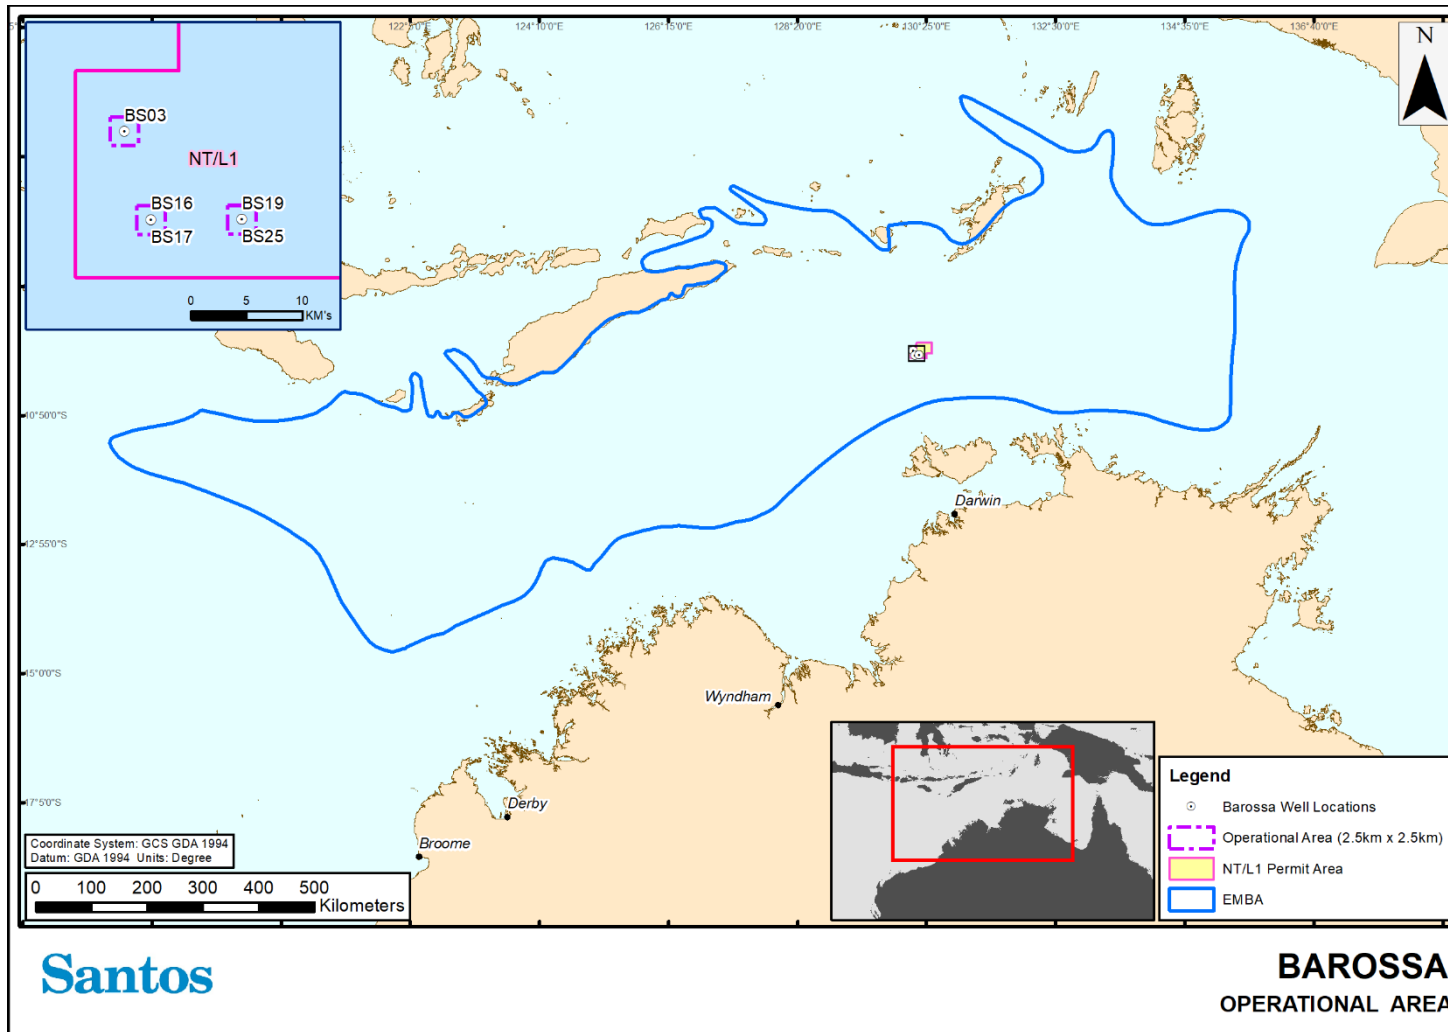 122°5'0"E 124°10'0"E 126°15'0"E 128°20'0"E 130°25'0"E 132°30'0"E 134°35'0"E 136°40'0"E
N
BS03
NT/L1
BS16
BS19
BS17
BS25
0 5 10
KM's
10°50'0"S
Darwin
12°55'0"S
15°0'0"S
Wyndham
17°5'0"S
Derby
Broome
Coordinate System: GCS GDA 1994
Datum: GDA 1994 Units: Degree
0 100 200 300 400 500
Kilometers
Legend
Barossa Well Locations
Operational Area (2.5km x 2.5km)
NT/L1 Permit Area
EMBA
Santos
BAROSSA
OPERATIONAL AREA